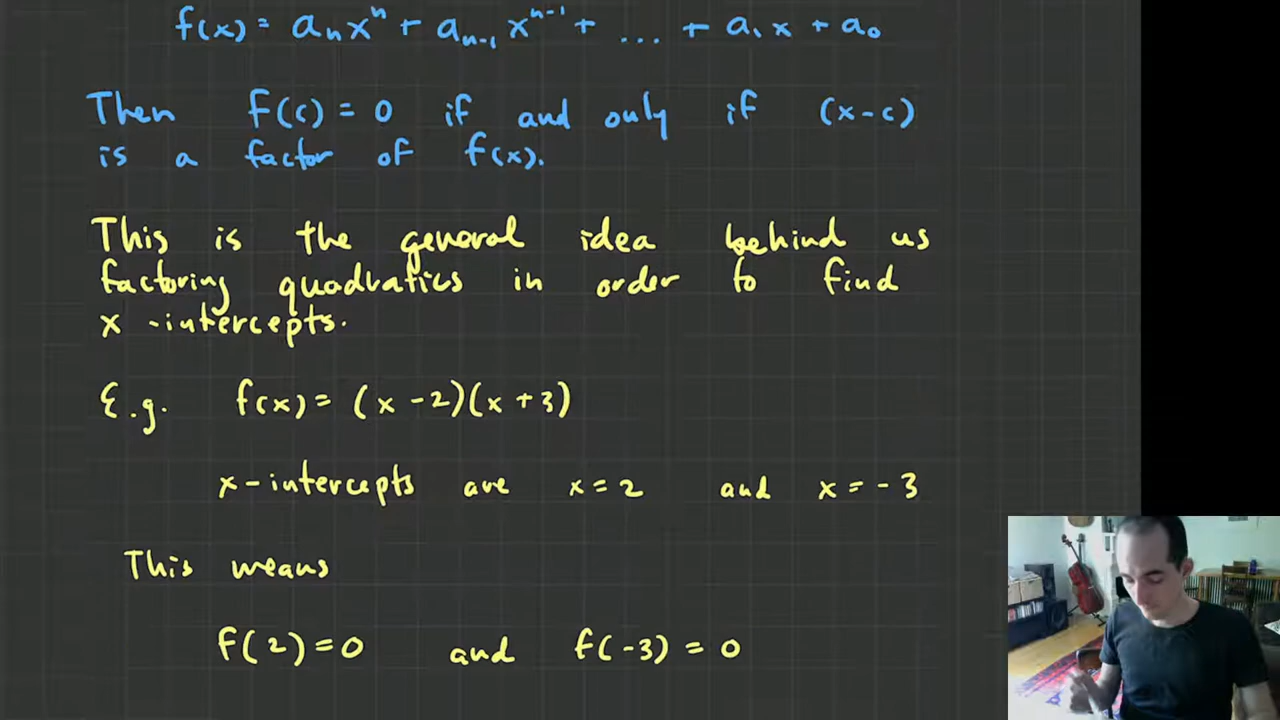 f(x) = aₙxⁿ + aₙ₋₁xⁿ⁻¹ + ... + a₁x + a₀
Then f(c) = 0 if and only if (x-c)
is a factor of f(x).
This is the general idea behind us
factoring quadratics in order to find
x-intercepts.
E.g. f(x) = (x-2)(x+3)
x-intercepts are x=2 and x=-3
This means
f(2)=0 and f(-3)=0